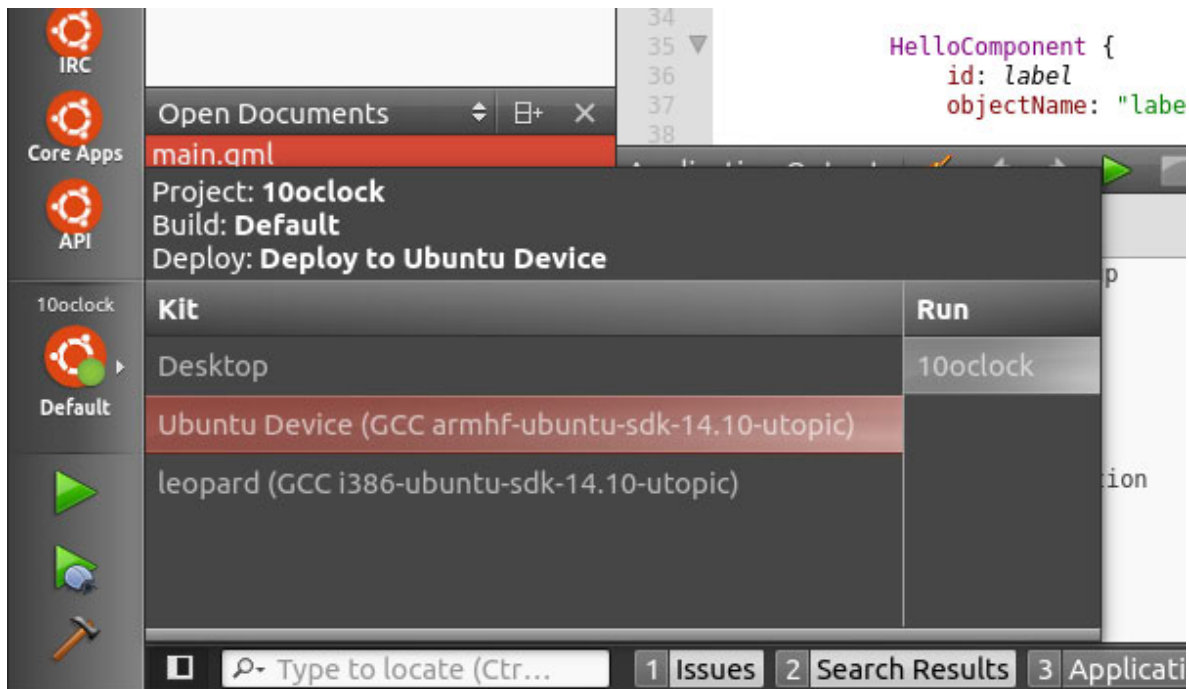 IRC
Core Apps
API
10oclock
Default
Open Documents
main.qml
34
35 HelloComponent {
36 id: label
37 objectName: "labe
38
Application Output
Project: 10oclock
Build: Default
Deploy: Deploy to Ubuntu Device
Kit
Run
Desktop
10oclock
Ubuntu Device (GCC armhf-ubuntu-sdk-14.10-utopic)
leopard (GCC i386-ubuntu-sdk-14.10-utopic)
p
ion
Type to locate (Ctr...
1 Issues
2 Search Results
3 Applicati